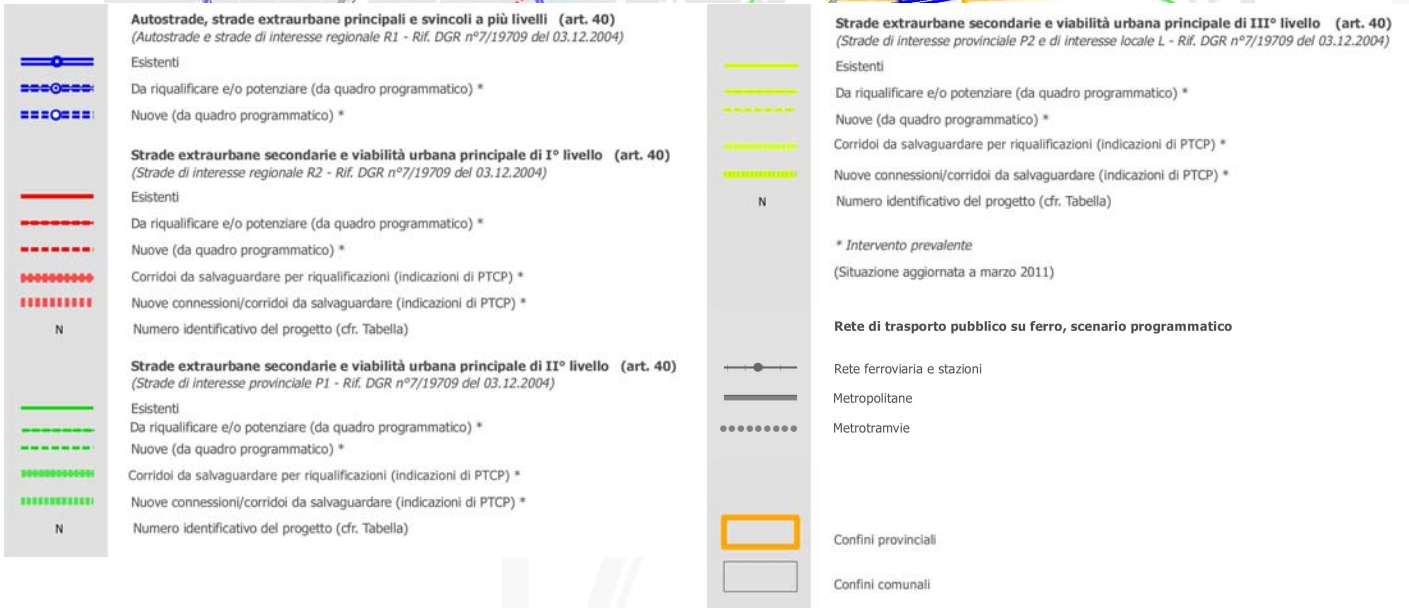 Autostrade, strade extraurbane principali e svincoli a più livelli (art. 40)
(Autostrade e strade di interesse regionale R1 - Rif. DGR n°7/19709 del 03.12.2004)
Esistenti
Da riqualificare e/o potenziare (da quadro programmatico) *
Nuove (da quadro programmatico) *
Strade extraurbane secondarie e viabilità urbana principale di I° livello (art. 40)
(Strade di interesse regionale R2 - Rif. DGR n°7/19709 del 03.12.2004)
Esistenti
Da riqualificare e/o potenziare (da quadro programmatico) *
Nuove (da quadro programmatico) *
Corridoi da salvaguardare per riqualificazioni (indicazioni di PTCP) *
Nuove connessioni/corridoi da salvaguardare (indicazioni di PTCP) *
N Numero identificativo del progetto (cfr. Tabella)
Strade extraurbane secondarie e viabilità urbana principale di II° livello (art. 40)
(Strade di interesse provinciale P1 - Rif. DGR n°7/19709 del 03.12.2004)
Esistenti
Da riqualificare e/o potenziare (da quadro programmatico) *
Nuove (da quadro programmatico) *
Corridoi da salvaguardare per riqualificazioni (indicazioni di PTCP) *
Nuove connessioni/corridoi da salvaguardare (indicazioni di PTCP) *
N Numero identificativo del progetto (cfr. Tabella)
Strade extraurbane secondarie e viabilità urbana principale di III° livello (art. 40)
(Strade di interesse provinciale P2 e di interesse locale L - Rif. DGR n°7/19709 del 03.12.2004)
Esistenti
Da riqualificare e/o potenziare (da quadro programmatico) *
Nuove (da quadro programmatico) *
Corridoi da salvaguardare per riqualificazioni (indicazioni di PTCP) *
Nuove connessioni/corridoi da salvaguardare (indicazioni di PTCP) *
N Numero identificativo del progetto (cfr. Tabella)
* Intervento prevalente
(Situazione aggiornata a marzo 2011)
Rete di trasporto pubblico su ferro, scenario programmatico
Rete ferroviaria e stazioni
Metropolitane
Metrotramvie
Confini provinciali
Confini comunali